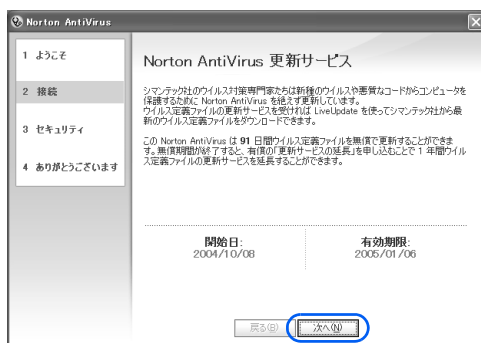 Norton AntiVirus
1 ようこそ
2 接続
3 セキュリティ
4 ありがとうございます
Norton AntiVirus 更新サービス
シマンテック社のウイルス対策専門家たちは新種のウイルスや悪質なコードからコンピュータを
保護するために Norton AntiVirus を絶えず更新しています。
ウイルス定義ファイルの更新サービスを受ければ LiveUpdate を使ってシマンテック社から最
新のウイルス定義ファイルをダウンロードできます。
この Norton AntiVirus は 91 日間ウイルス定義ファイルを無償で更新することができま
す。無償期間が終了すると、有償の「更新サービスの延長」を申し込むことで 1 年間ウイル
ス定義ファイルの更新サービスを延長することができます。
開始日:
2004/10/08
有効期限:
2005/01/06
戻る(B)
次へ(N)